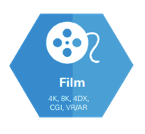 Film
4K, 8K, 4DX,
CGI, VR/AR